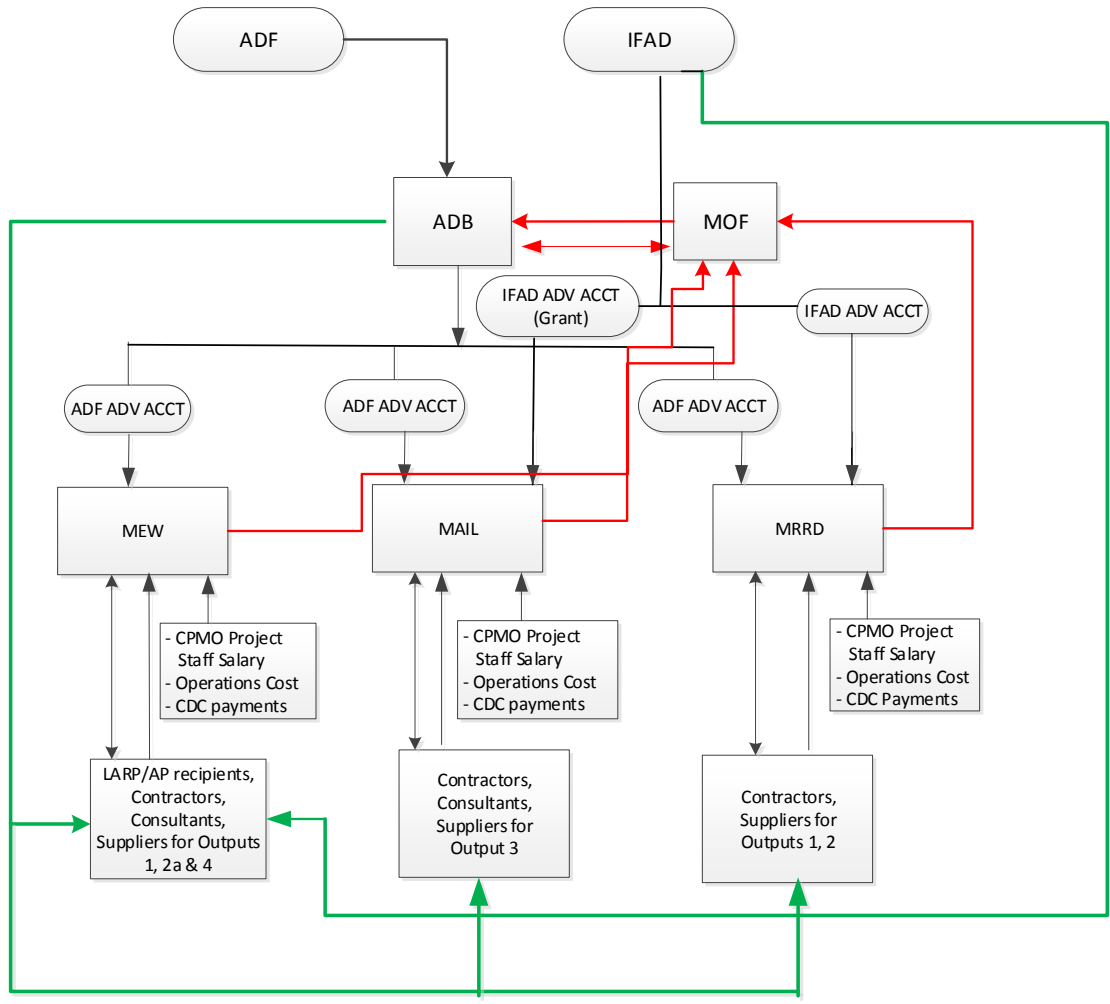 ADF
IFAD
ADB
MOF
IFAD ADV ACCT
(Grant)
IFAD ADV ACCT
ADF ADV ACCT
ADF ADV ACCT
ADF ADV ACCT
MEW
MAIL
MRRD
- CPMO Project
Staff Salary
- Operations Cost
- CDC payments
- CPMO Project
Staff Salary
- Operations Cost
- CDC payments
- CPMO Project
Staff Salary
- Operations Cost
- CDC Payments
LARP/AP recipients,
Contractors,
Consultants,
Suppliers for Outputs
1, 2a & 4
Contractors,
Consultants,
Suppliers for
Output 3
Contractors,
Suppliers for
Outputs 1, 2